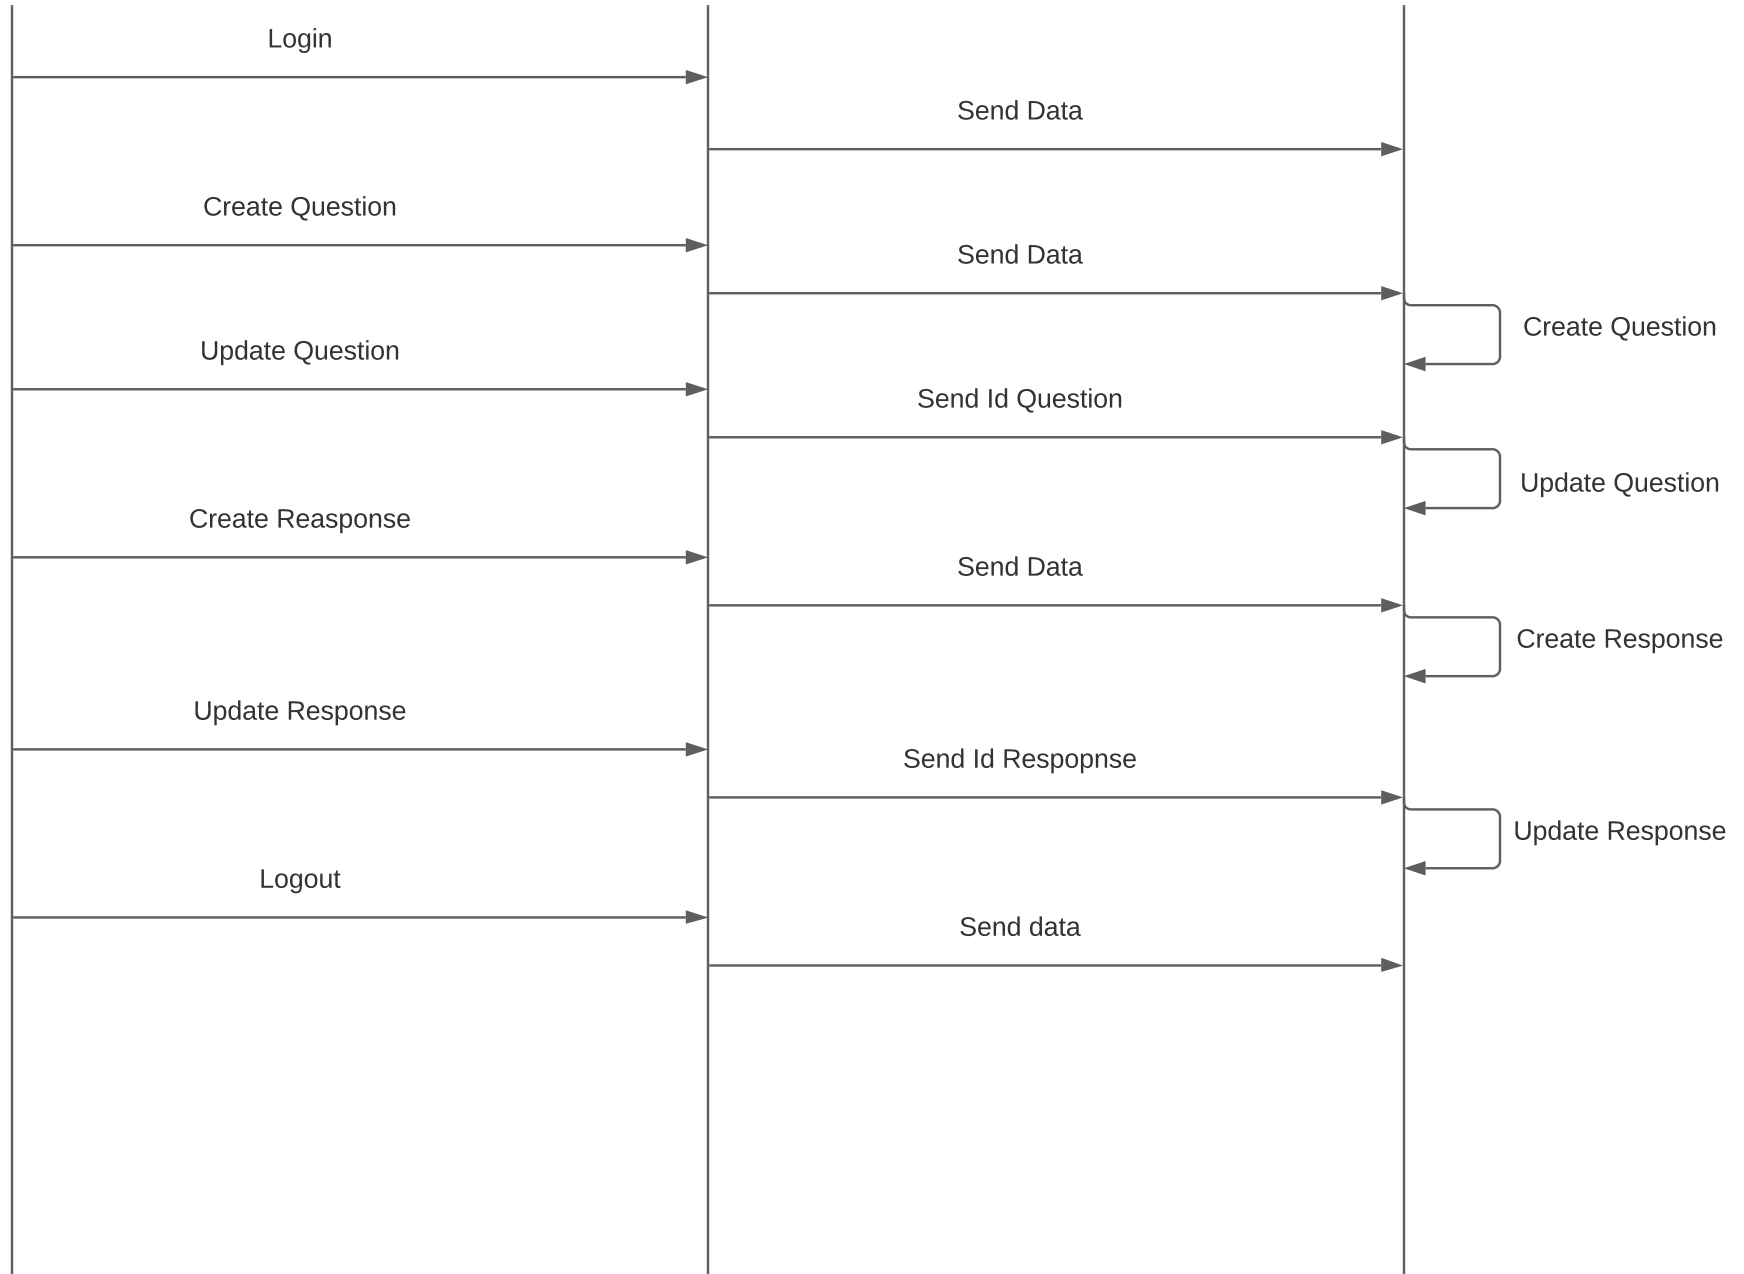 Login
Send Data
Create Question
Send Data
Create Question
Update Question
Send Id Question
Update Question
Create Reasponse
Send Data
Create Response
Update Response
Send Id Respopnse
Update Response
Logout
Send data